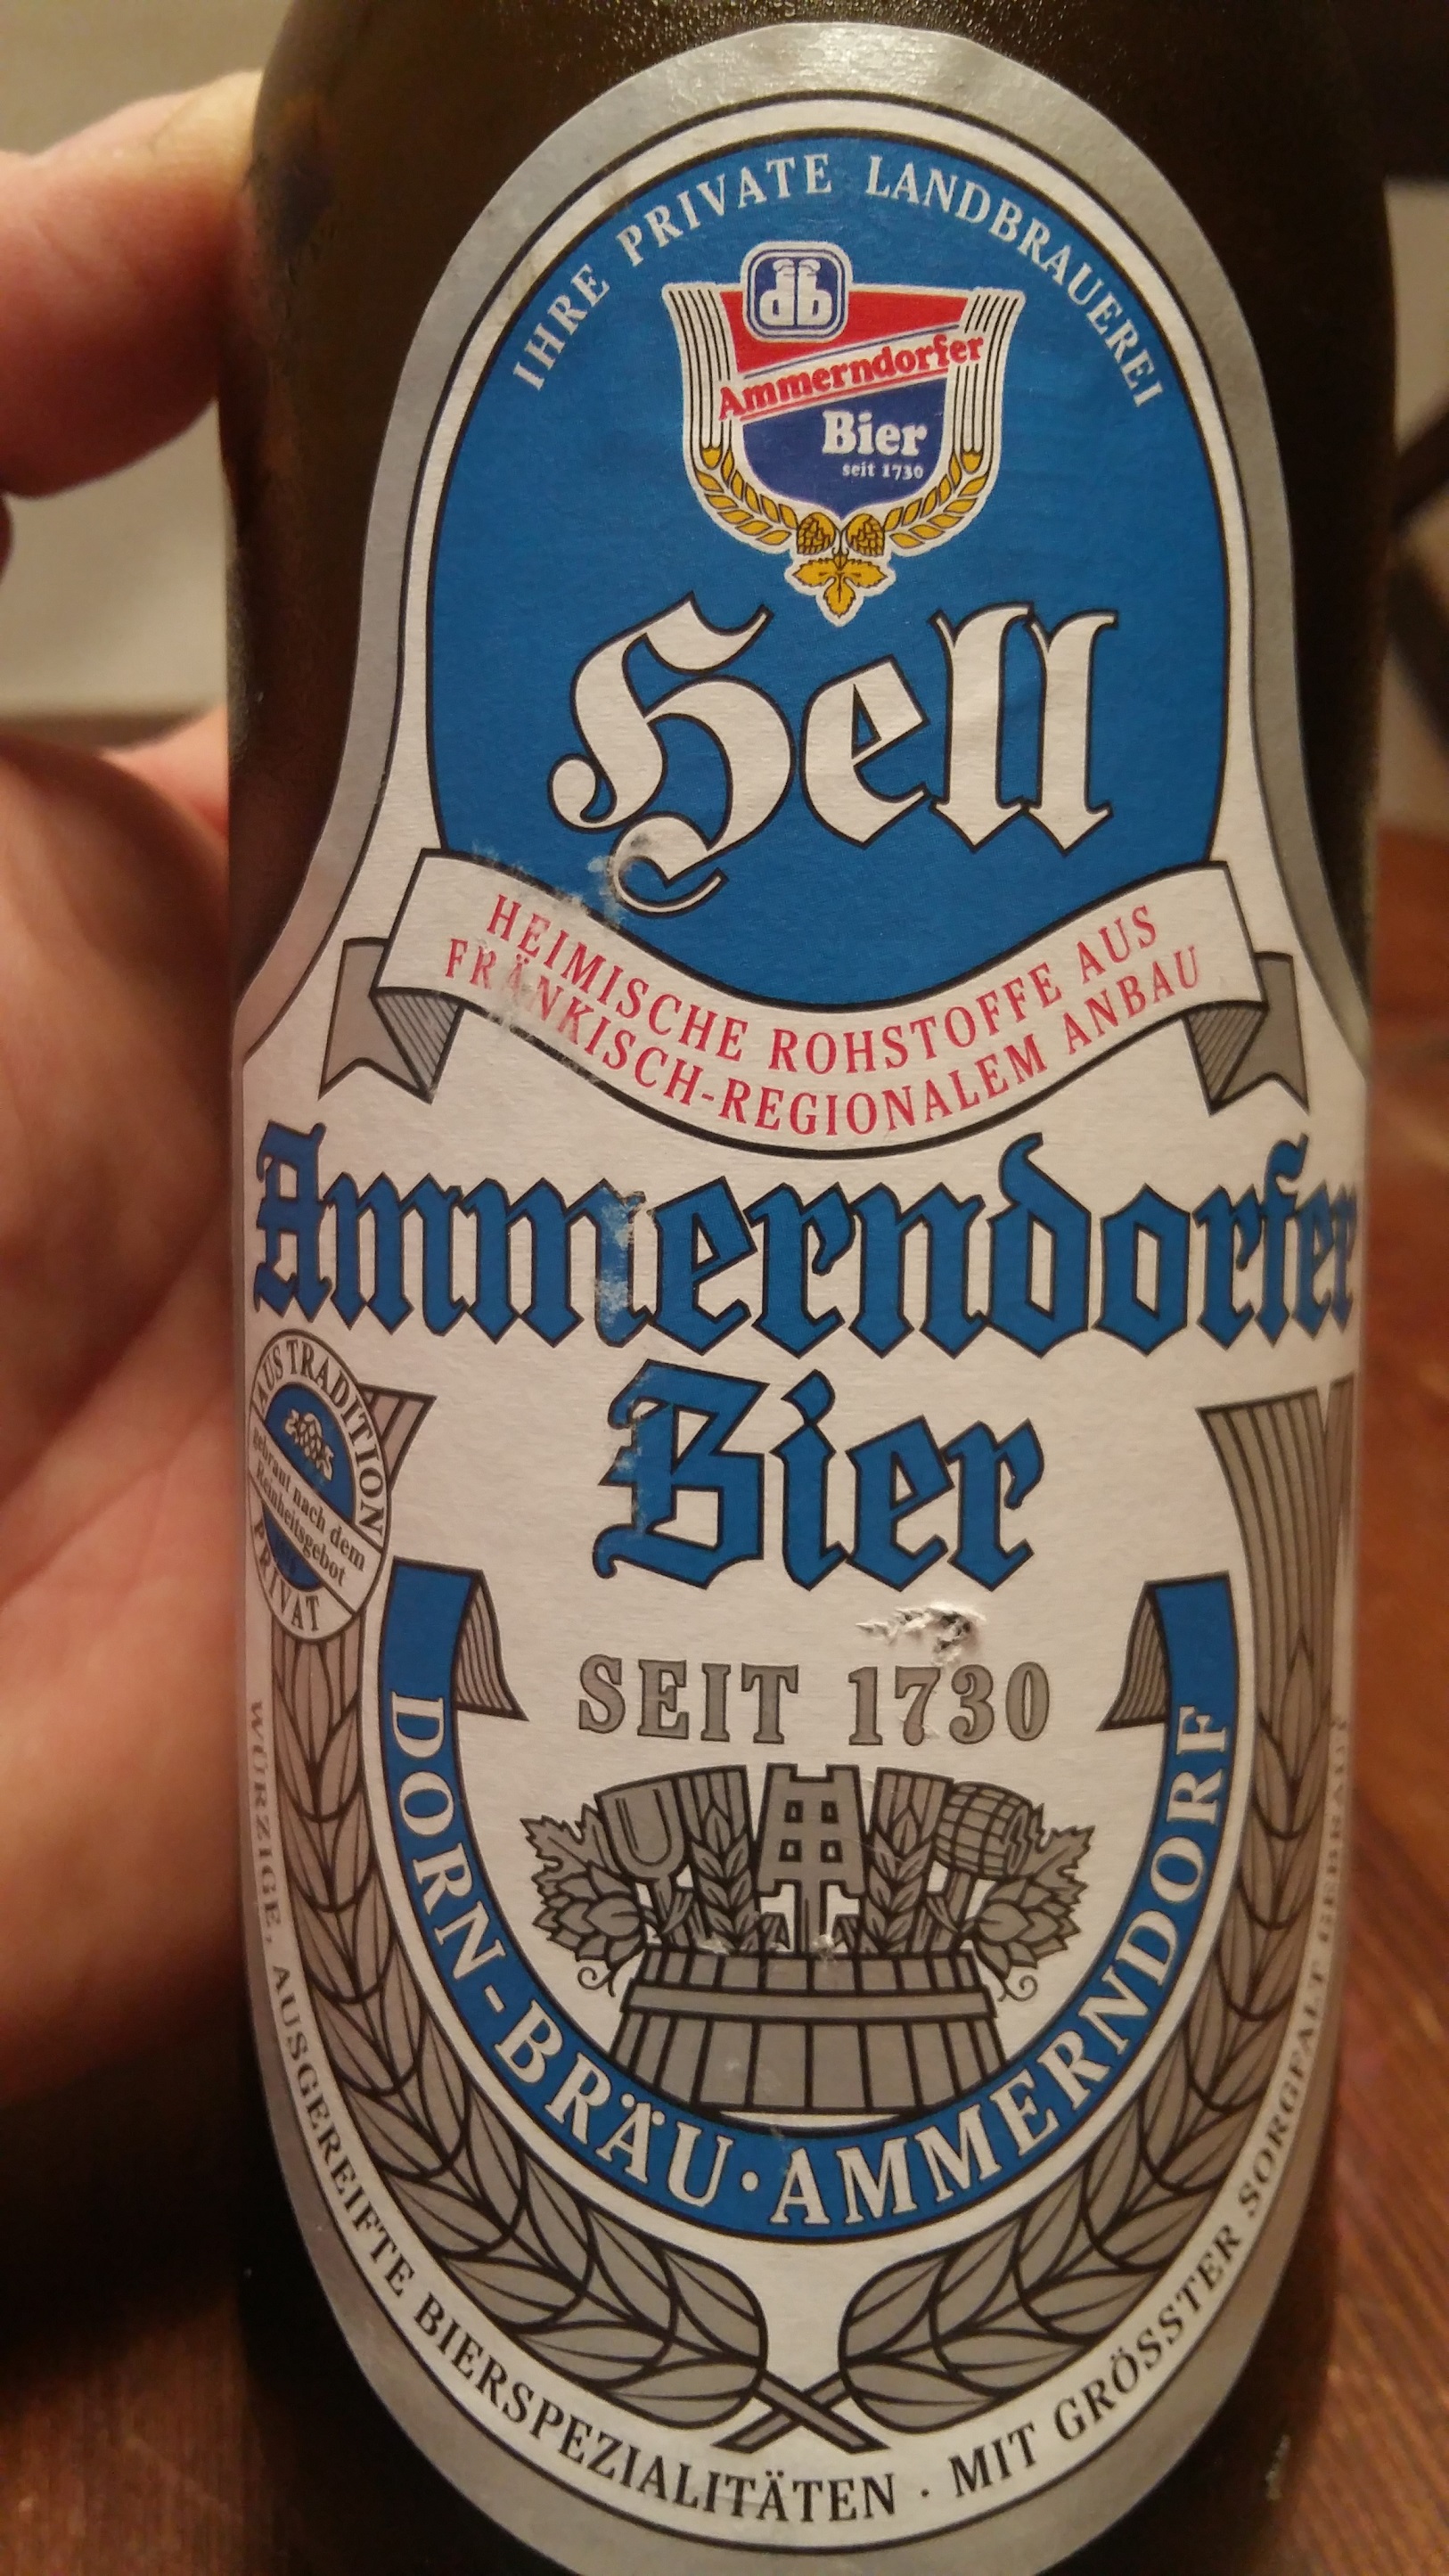 IHRE PRIVATE LANDBRAUEREI
db
Ammerndorfer
Bier
seit 1730
Hell
HEIMISCHE ROHSTOFFE AUS
FRÄNKISCH-REGIONALEM ANBAU
Ammerndorfer
Bier
AUS TRADITION
gebraut nach dem
Reinheitsgebot
PRIVAT
SEIT 1730
DORN-BRÄU · AMMERNDORF
WÜRZIGE, AUSGEREIFTE BIERSPEZIALITÄTEN · MIT GRÖSSTER SORGFALT GEBRAUT